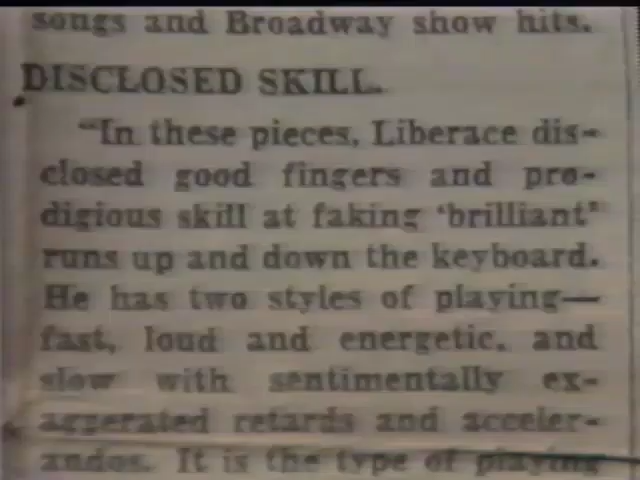 songs and Broadway show hits.
DISCLOSED SKILL.
"In these pieces, Liberace dis-
closed good fingers and pro-
digious skill at faking 'brilliant'
runs up and down the keyboard.
He has two styles of playing—
fast, loud and energetic, and
slow with sentimentally ex-
aggerated retards and acceler-
andos. It is the type of playing